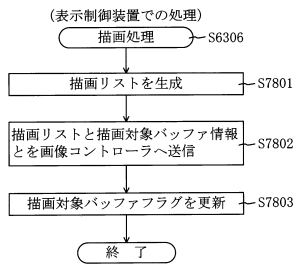 (表示制御装置での処理)
描画処理
S6306
描画リストを生成
S7801
描画リストと描画対象バッファ情報
とを画像コントローラへ送信
S7802
描画対象バッファフラグを更新
S7803
終 了